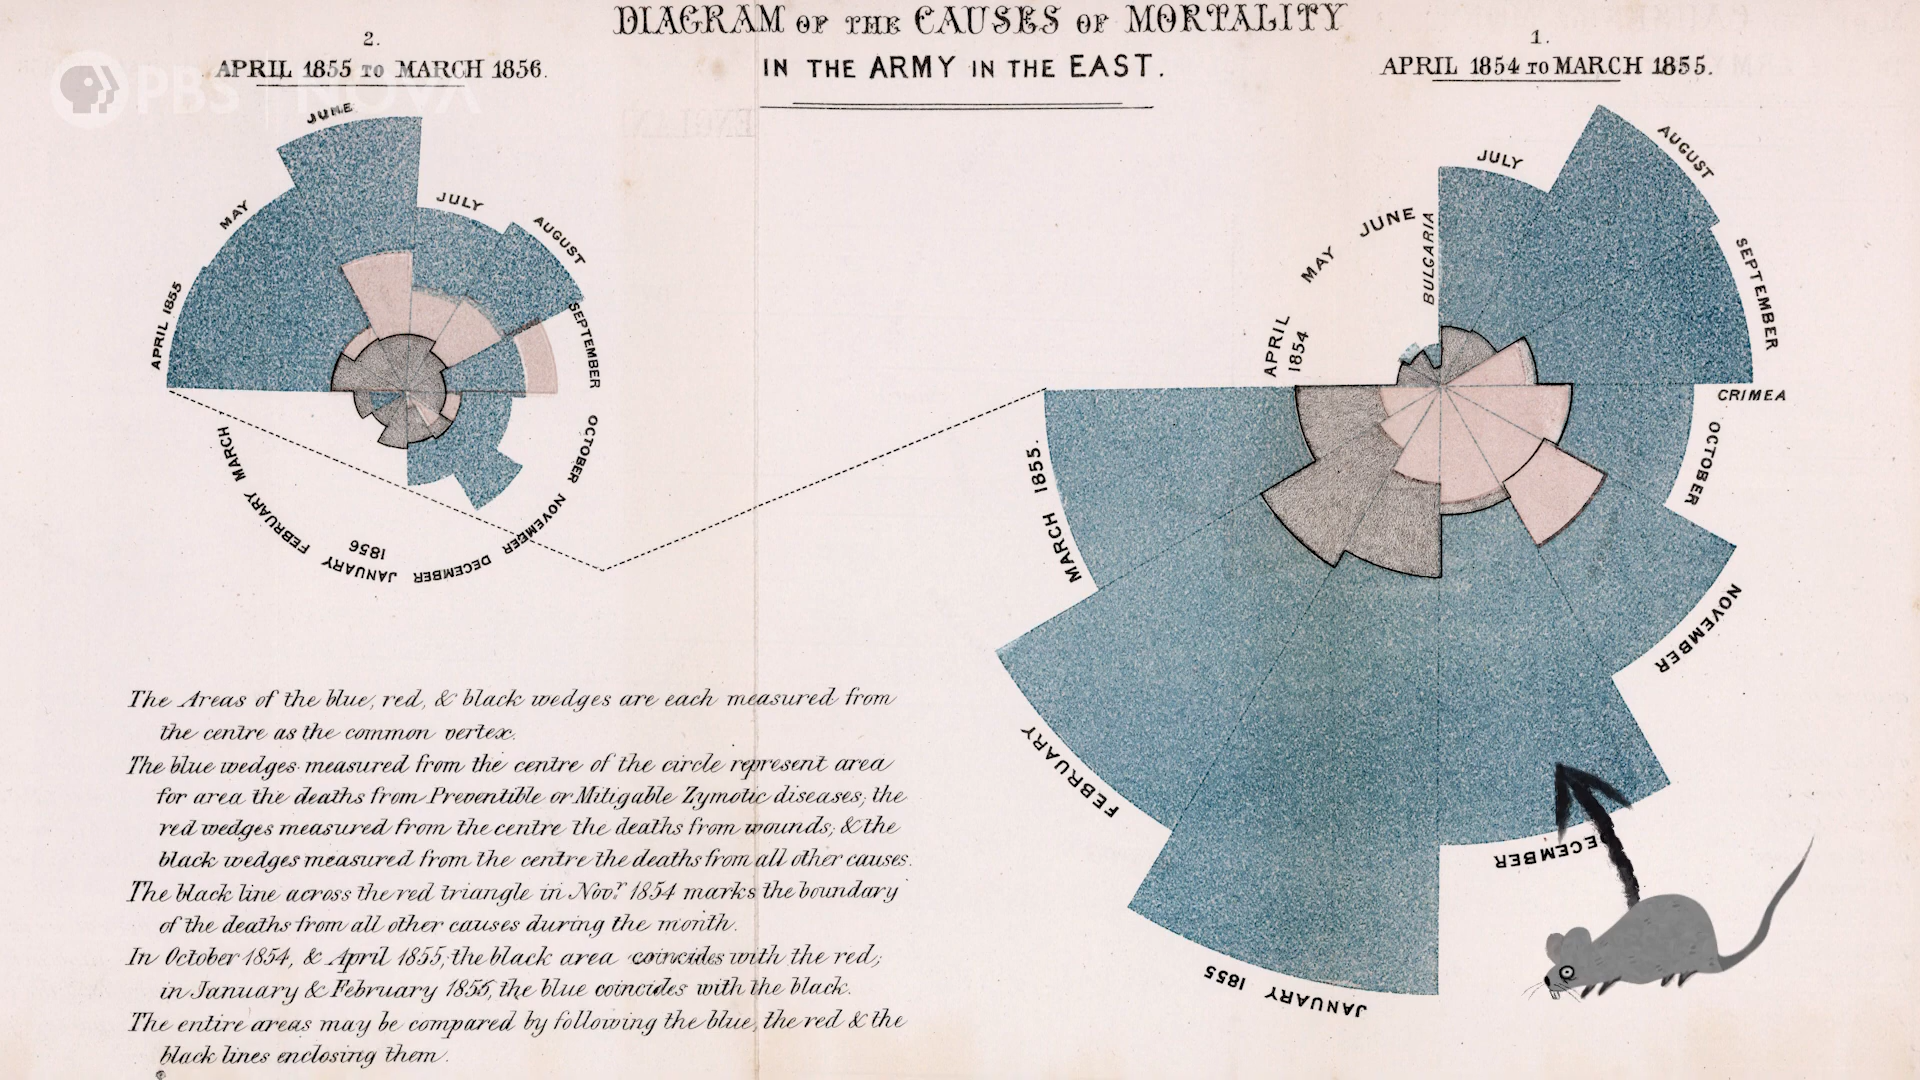 DIAGRAM OF THE CAUSES OF MORTALITY
IN THE ARMY IN THE EAST.
2.
APRIL 1855 TO MARCH 1856.
PBS NOVA
JUNE
JULY
AUGUST
MAY
SEPTEMBER
APRIL 1855
OCTOBER
NOVEMBER
DECEMBER
JANUARY 1856
FEBRUARY
MARCH
1.
APRIL 1854 TO MARCH 1855.
JULY
AUGUST
SEPTEMBER
JUNE
BULGARIA
MAY
APRIL 1854
CRIMEA
OCTOBER
NOVEMBER
DECEMBER
JANUARY 1855
FEBRUARY
MARCH 1855.
The Areas of the blue, red, & black wedges are each measured from
the centre as the common vertex.
The blue wedges measured from the centre of the circle represent area
for area the deaths from Preventible or Mitigable Zymotic diseases; the
red wedges measured from the centre the deaths from wounds; & the
black wedges measured from the centre the deaths from all other causes.
The black line across the red triangle in Novr. 1854 marks the boundary
of the deaths from all other causes during the month.
In October 1854, & April 1855, the black area coincides with the red;
in January & February 1855, the blue coincides with the black.
The entire areas may be compared by following the blue, the red & the
black lines enclosing them.